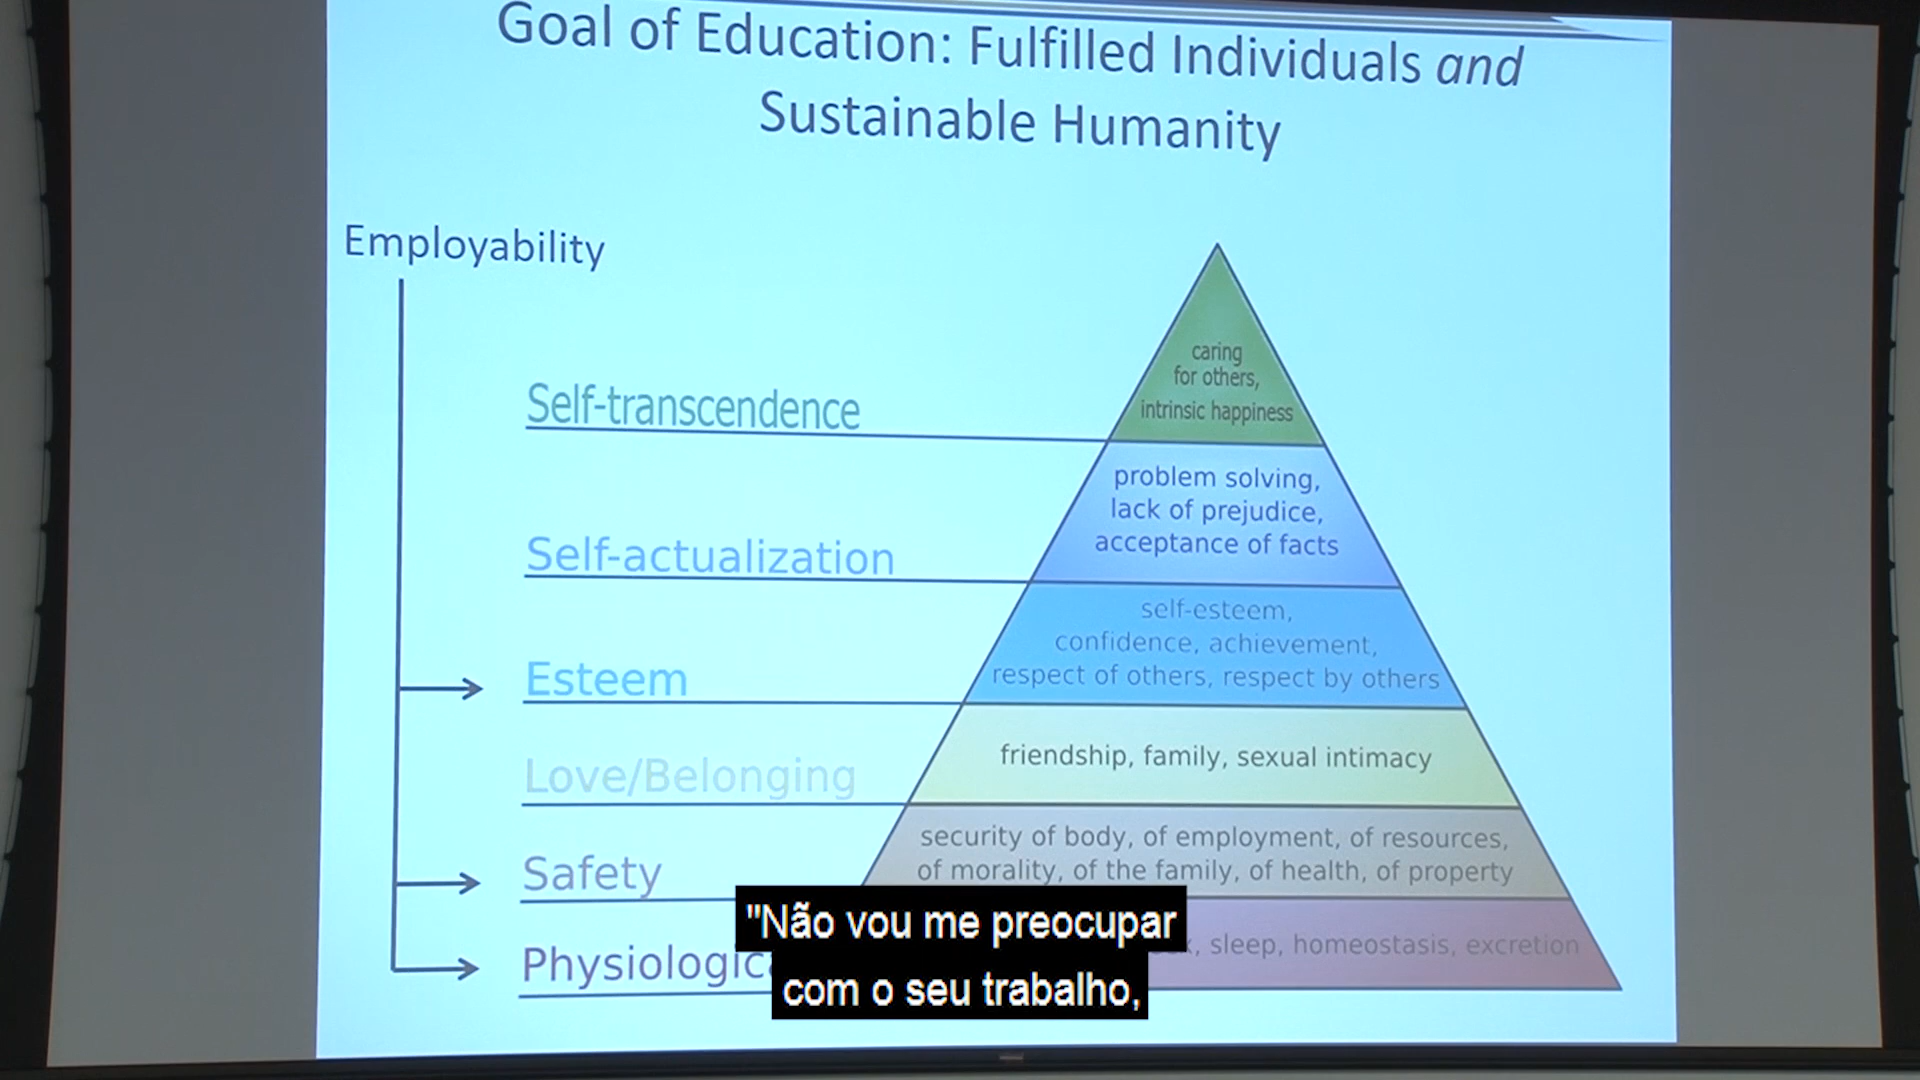 Goal of Education: Fulfilled Individuals and
Sustainable Humanity
Employability
caring
for others,
intrinsic happiness
Self-transcendence
problem solving,
lack of prejudice,
acceptance of facts
Self-actualization
self-esteem,
confidence, achievement,
respect of others, respect by others
Esteem
friendship, family, sexual intimacy
Love/Belonging
security of body, of employment, of resources,
of morality, of the family, of health, of property
Safety
sleep, homeostasis, excretion
"Não vou me preocupar
com o seu trabalho,